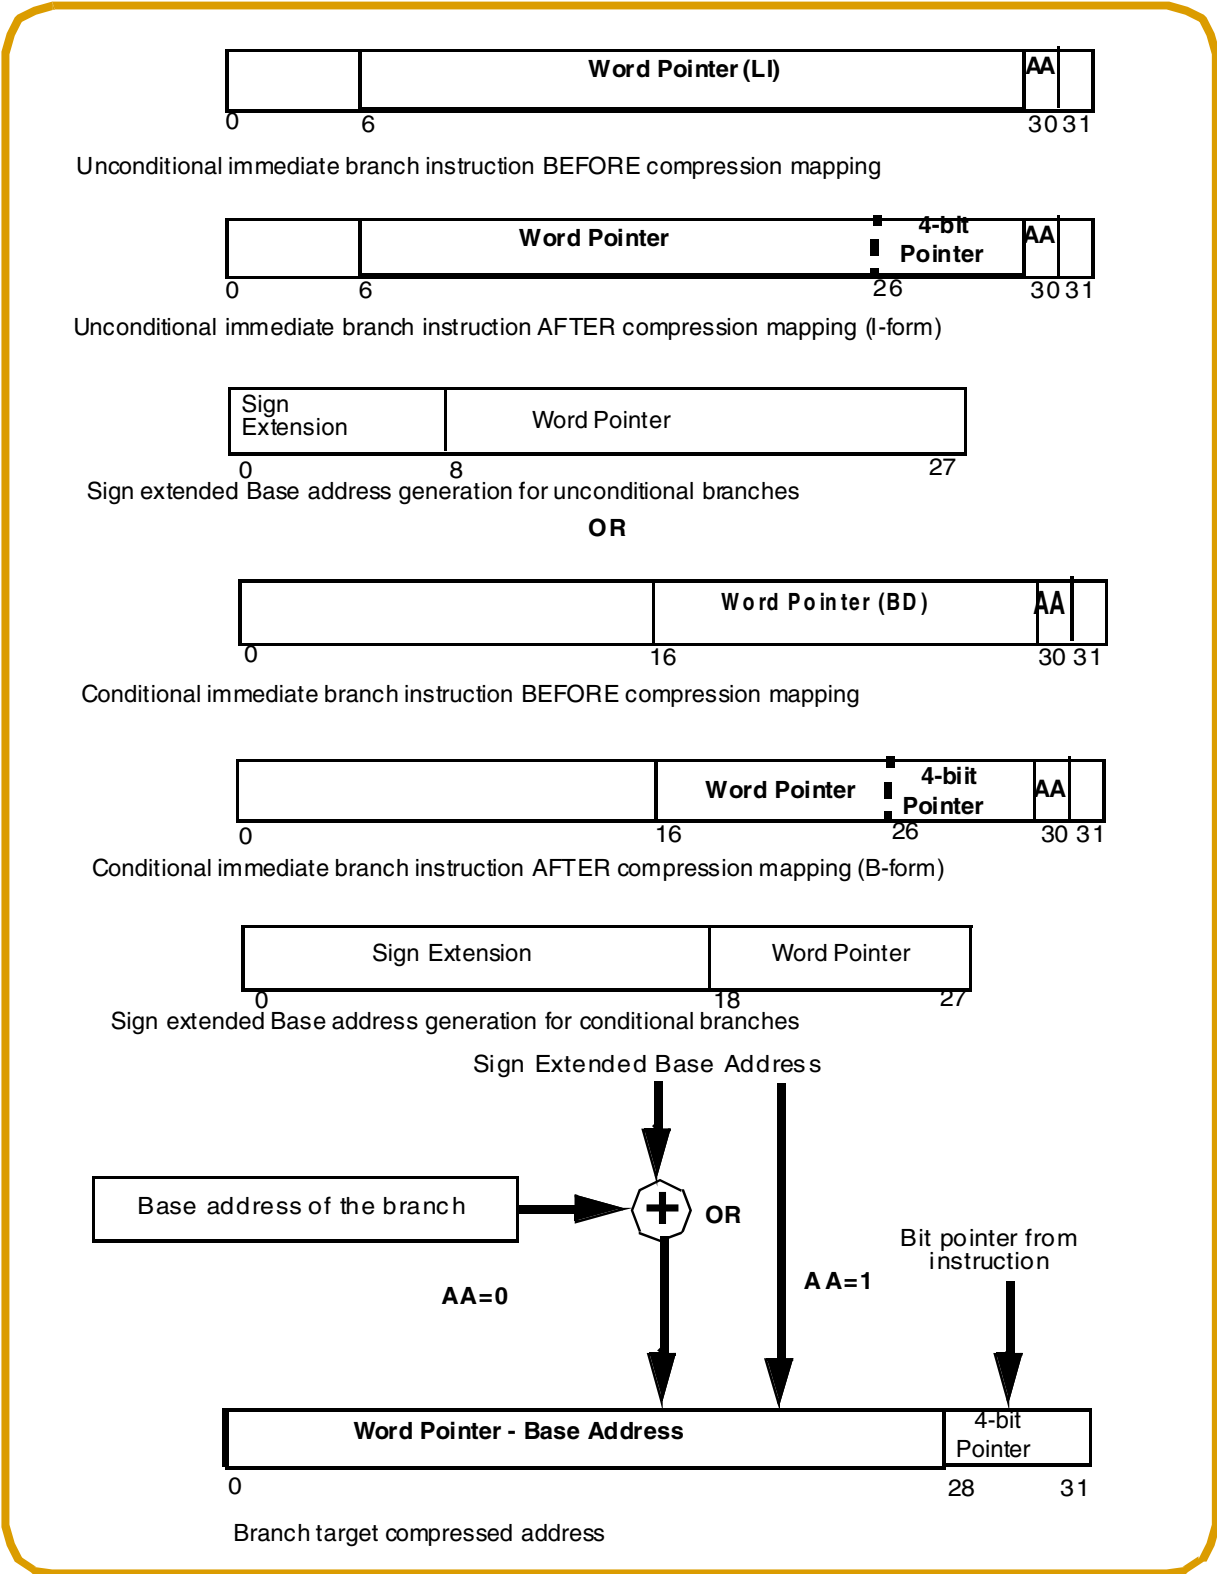 Word Pointer (LI) AA
0 6 30 31
Unconditional immediate branch instruction BEFORE compression mapping
Word Pointer 4-bit Pointer AA
0 6 26 30 31
Unconditional immediate branch instruction AFTER compression mapping (I-form)
Sign
Extension
Word Pointer
0 8 27
Sign extended Base address generation for unconditional branches
OR
Word Pointer (BD) AA
0 16 30 31
Conditional immediate branch instruction BEFORE compression mapping
Word Pointer 4-biit Pointer AA
0 16 26 30 31
Conditional immediate branch instruction AFTER compression mapping (B-form)
Sign Extension Word Pointer
0 18 27
Sign extended Base address generation for conditional branches
Sign Extended Base Address
Base address of the branch
+ OR
Bit pointer from
instruction
AA=0
AA=1
Word Pointer - Base Address
4-bit
Pointer
0 28 31
Branch target compressed address